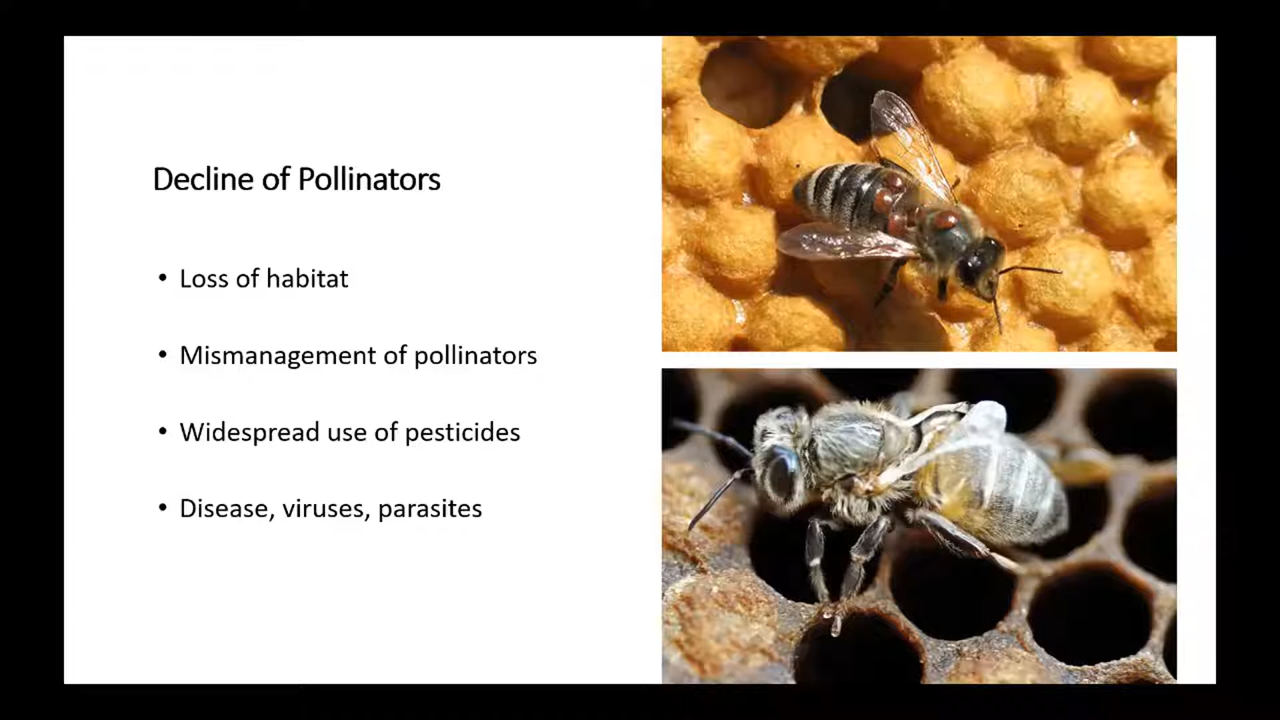 Decline of Pollinators
• Loss of habitat
• Mismanagement of pollinators
• Widespread use of pesticides
• Disease, viruses, parasites